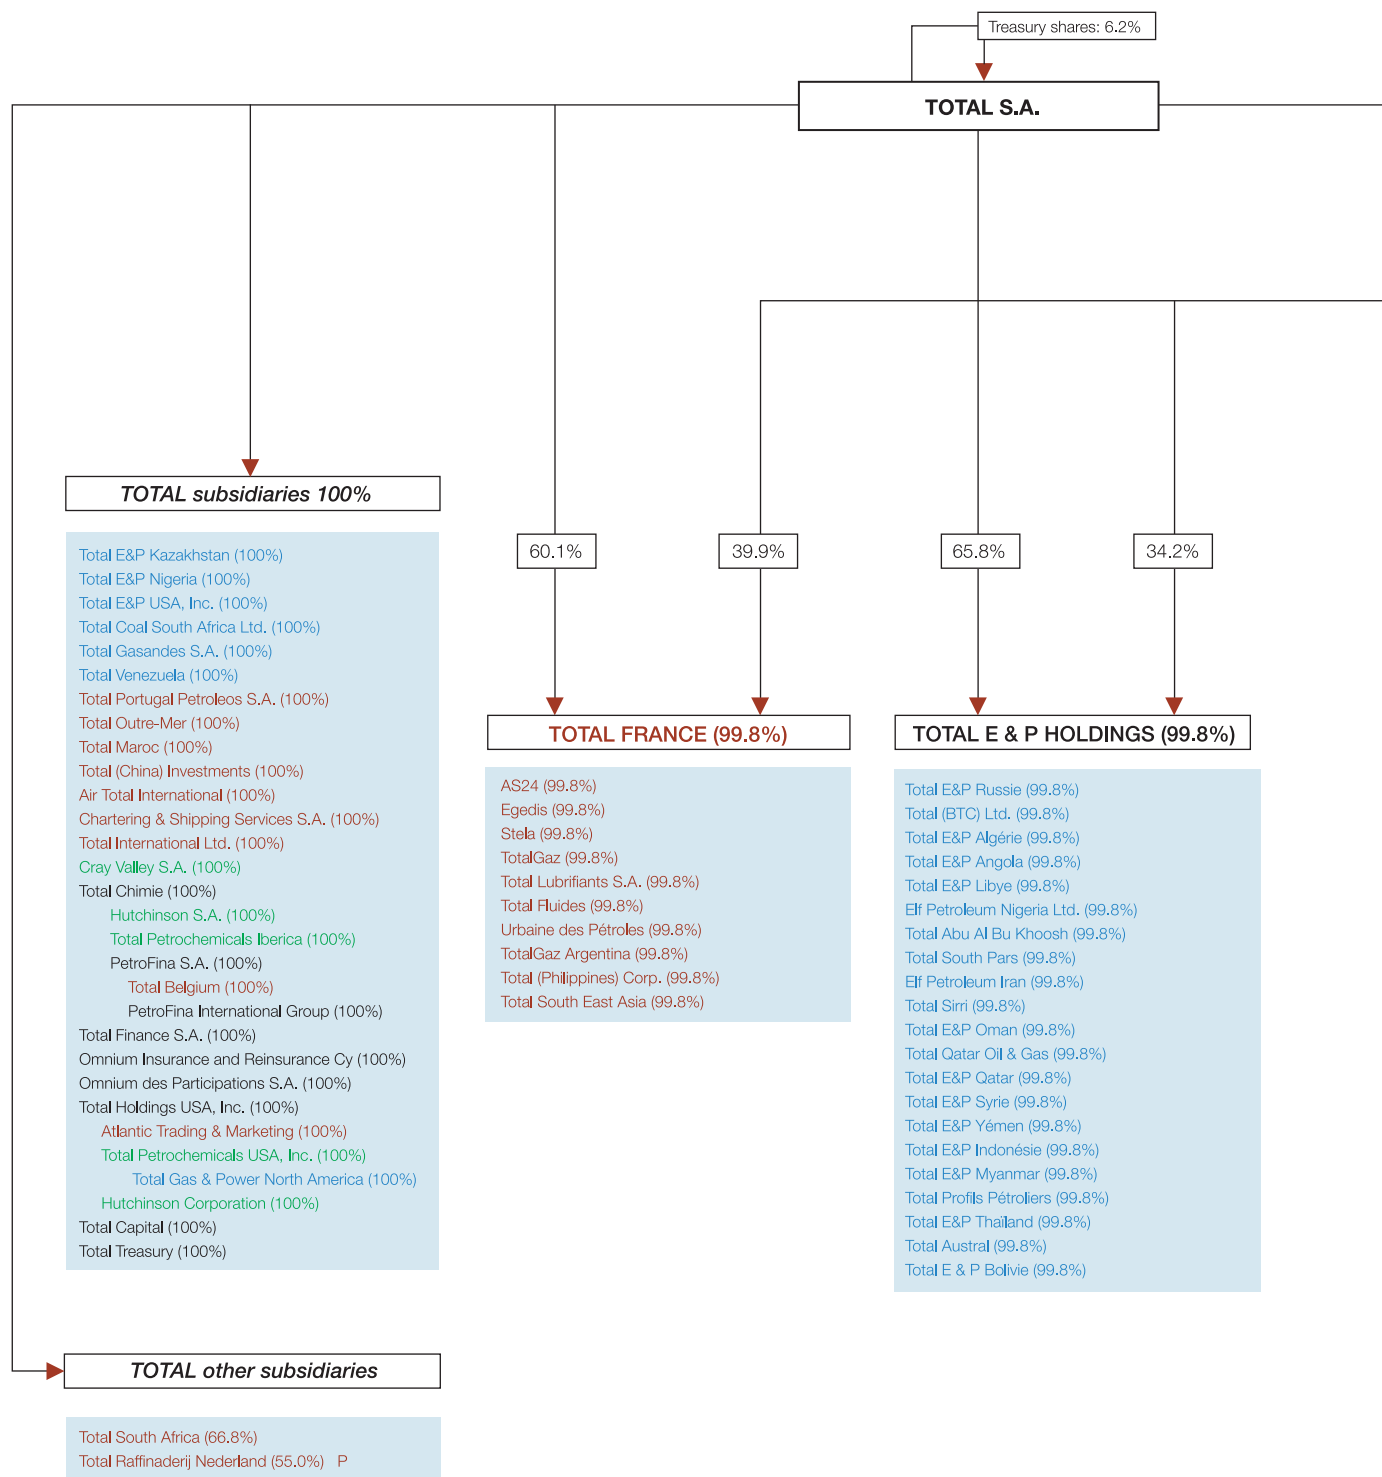 Treasury shares: 6.2%
TOTAL S.A.
TOTAL subsidiaries 100%
Total E&P Kazakhstan (100%)
Total E&P Nigeria (100%)
Total E&P USA, Inc. (100%)
Total Coal South Africa Ltd. (100%)
Total Gasandes S.A. (100%)
Total Venezuela (100%)
Total Portugal Petroleos S.A. (100%)
Total Outre-Mer (100%)
Total Maroc (100%)
Total (China) Investments (100%)
Air Total International (100%)
Chartering & Shipping Services S.A. (100%)
Total International Ltd. (100%)
Cray Valley S.A. (100%)
Total Chimie (100%)
Hutchinson S.A. (100%)
Total Petrochemicals Iberica (100%)
PetroFina S.A. (100%)
Total Belgium (100%)
PetroFina International Group (100%)
Total Finance S.A. (100%)
Omnium Insurance and Reinsurance Cy (100%)
Omnium des Participations S.A. (100%)
Total Holdings USA, Inc. (100%)
Atlantic Trading & Marketing (100%)
Total Petrochemicals USA, Inc. (100%)
Total Gas & Power North America (100%)
Hutchinson Corporation (100%)
Total Capital (100%)
Total Treasury (100%)
TOTAL other subsidiaries
Total South Africa (66.8%)
Total Raffinaderij Nederland (55.0%) P
60.1%
39.9%
TOTAL FRANCE (99.8%)
AS24 (99.8%)
Egedis (99.8%)
Stela (99.8%)
TotalGaz (99.8%)
Total Lubrifiants S.A. (99.8%)
Total Fluides (99.8%)
Urbaine des Pétroles (99.8%)
TotalGaz Argentina (99.8%)
Total (Philippines) Corp. (99.8%)
Total South East Asia (99.8%)
65.8%
34.2%
TOTAL E & P HOLDINGS (99.8%)
Total E&P Russie (99.8%)
Total (BTC) Ltd. (99.8%)
Total E&P Algérie (99.8%)
Total E&P Angola (99.8%)
Total E&P Libye (99.8%)
Elf Petroleum Nigeria Ltd. (99.8%)
Total Abu Al Bu Khoosh (99.8%)
Total South Pars (99.8%)
Elf Petroleum Iran (99.8%)
Total Sirri (99.8%)
Total E&P Oman (99.8%)
Total Qatar Oil & Gas (99.8%)
Total E&P Qatar (99.8%)
Total E&P Syrie (99.8%)
Total E&P Yémen (99.8%)
Total E&P Indonésie (99.8%)
Total E&P Myanmar (99.8%)
Total Profils Pétroliers (99.8%)
Total E&P Thaïland (99.8%)
Total Austral (99.8%)
Total E & P Bolivie (99.8%)